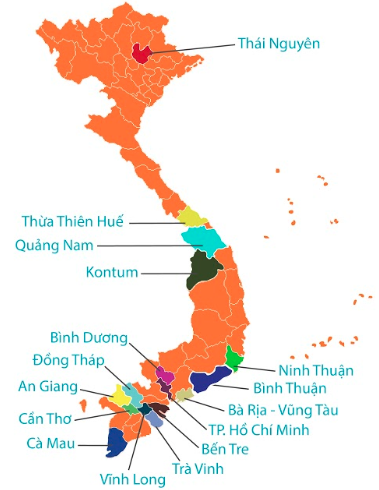 Thái Nguyên
Thừa Thiên Huế
Quảng Nam
Kontum
Bình Dương
Đồng Tháp
An Giang
Cần Thơ
Cà Mau
Vĩnh Long
Trà Vinh
Bến Tre
TP. Hồ Chí Minh
Bà Rịa - Vũng Tàu
Bình Thuận
Ninh Thuận